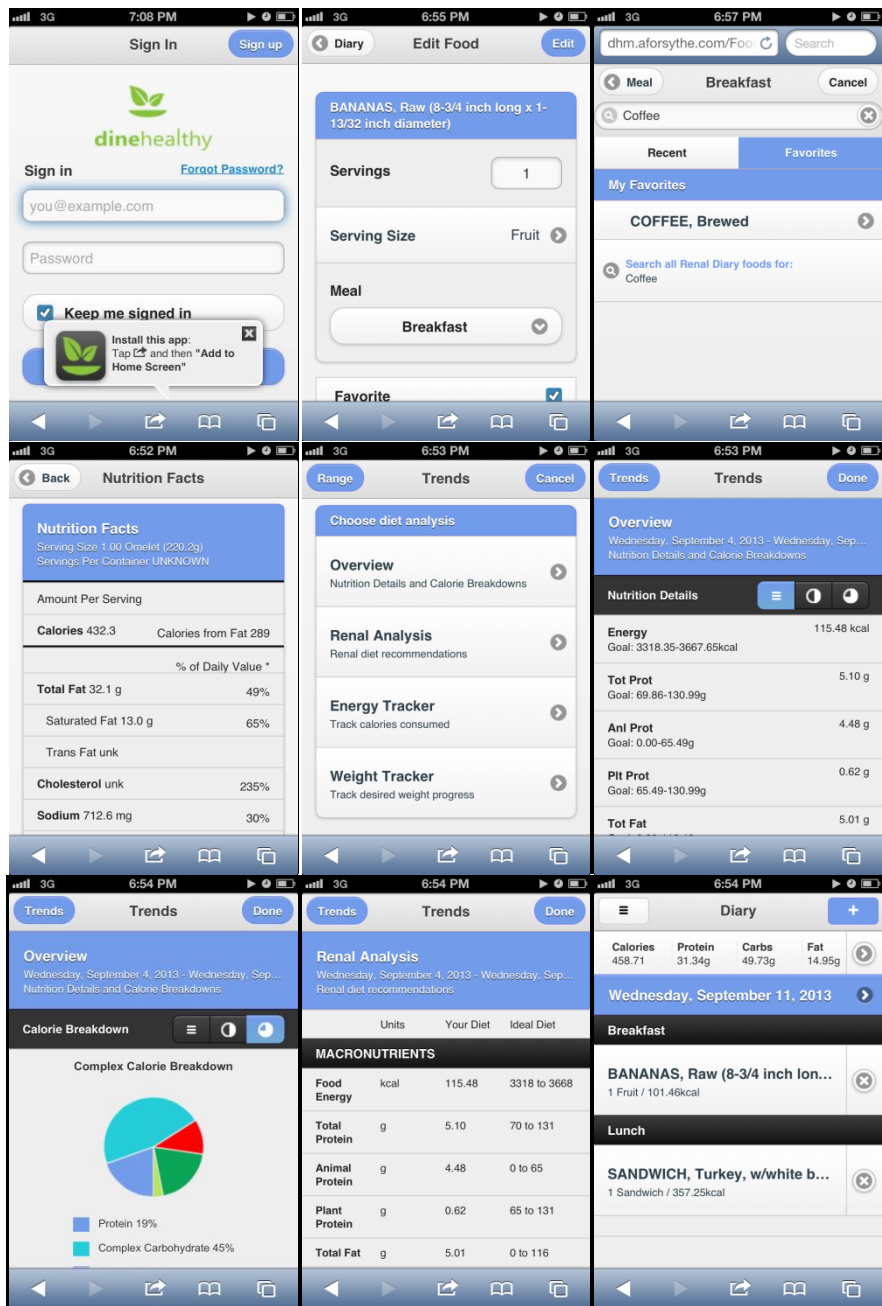 3G 7:08 PM
Sign In Sign up
dinehealthy
Sign in Forgot Password?
you@example.com
Password
Keep me signed in
Install this app:
Tap and then "Add to
Home Screen"
3G 6:55 PM
Diary Edit Food Edit
BANANAS, Raw (8-3/4 inch long x 1-
13/32 inch diameter)
Servings 1
Serving Size Fruit
Meal
Breakfast
Favorite
3G 6:57 PM
dhm.aforsythe.com/Foo Search
Meal Breakfast Cancel
Coffee
Recent Favorites
My Favorites
COFFEE, Brewed
Search all Renal Diary foods for:
Coffee
3G 6:52 PM
Back Nutrition Facts
Nutrition Facts
Serving Size 1.00 Omelet (220.2g)
Servings Per Container UNKNOWN
Amount Per Serving
Calories 432.3 Calories from Fat 289
% of Daily Value *
Total Fat 32.1 g 49%
Saturated Fat 13.0 g 65%
Trans Fat unk
Cholesterol unk 235%
Sodium 712.6 mg 30%
3G 6:53 PM
Range Trends Cancel
Choose diet analysis
Overview
Nutrition Details and Calorie Breakdowns
Renal Analysis
Renal diet recommendations
Energy Tracker
Track calories consumed
Weight Tracker
Track desired weight progress
3G 6:53 PM
Trends Trends Done
Overview
Wednesday, September 4, 2013 - Wednesday, Sep...
Nutrition Details and Calorie Breakdowns
Nutrition Details
Energy 115.48 kcal
Goal: 3318.35-3667.65kcal
Tot Prot 5.10 g
Goal: 69.86-130.99g
Anl Prot 4.48 g
Goal: 0.00-65.49g
Plt Prot 0.62 g
Goal: 65.49-130.99g
Tot Fat 5.01 g
3G 6:54 PM
Trends Trends Done
Overview
Wednesday, September 4, 2013 - Wednesday, Sep...
Nutrition Details and Calorie Breakdowns
Calorie Breakdown
Complex Calorie Breakdown
Protein 19%
Complex Carbohydrate 45%
3G 6:54 PM
Trends Trends Done
Renal Analysis
Wednesday, September 4, 2013 - Wednesday, Sep...
Renal diet recommendations
Units Your Diet Ideal Diet
MACRONUTRIENTS
Food Energy kcal 115.48 3318 to 3668
Total Protein g 5.10 70 to 131
Animal Protein g 4.48 0 to 65
Plant Protein g 0.62 65 to 131
Total Fat g 5.01 0 to 116
3G 6:54 PM
Diary +
Calories Protein Carbs Fat
458.71 31.34g 49.73g 14.95g
Wednesday, September 11, 2013
Breakfast
BANANAS, Raw (8-3/4 inch lon...
1 Fruit / 101.46kcal
Lunch
SANDWICH, Turkey, w/white b...
1 Sandwich / 357.25kcal